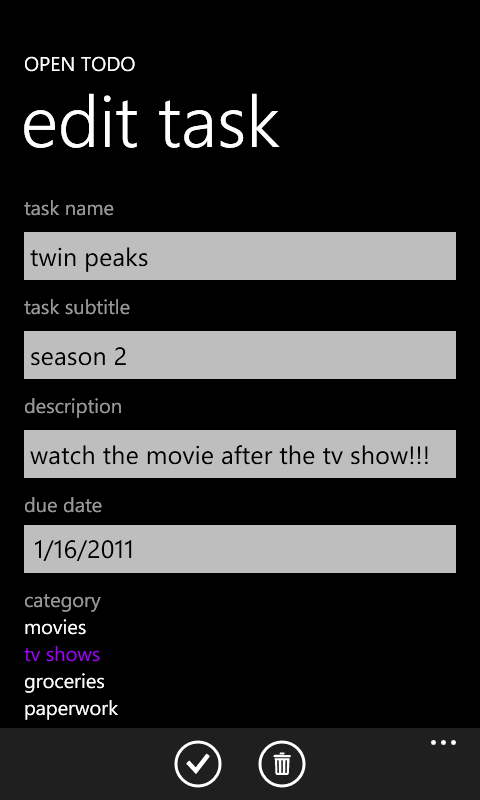 OPEN TODO
edit task
task name
twin peaks
task subtitle
season 2
description
watch the movie after the tv show!!!
due date
1/16/2011
category
movies
tv shows
groceries
paperwork